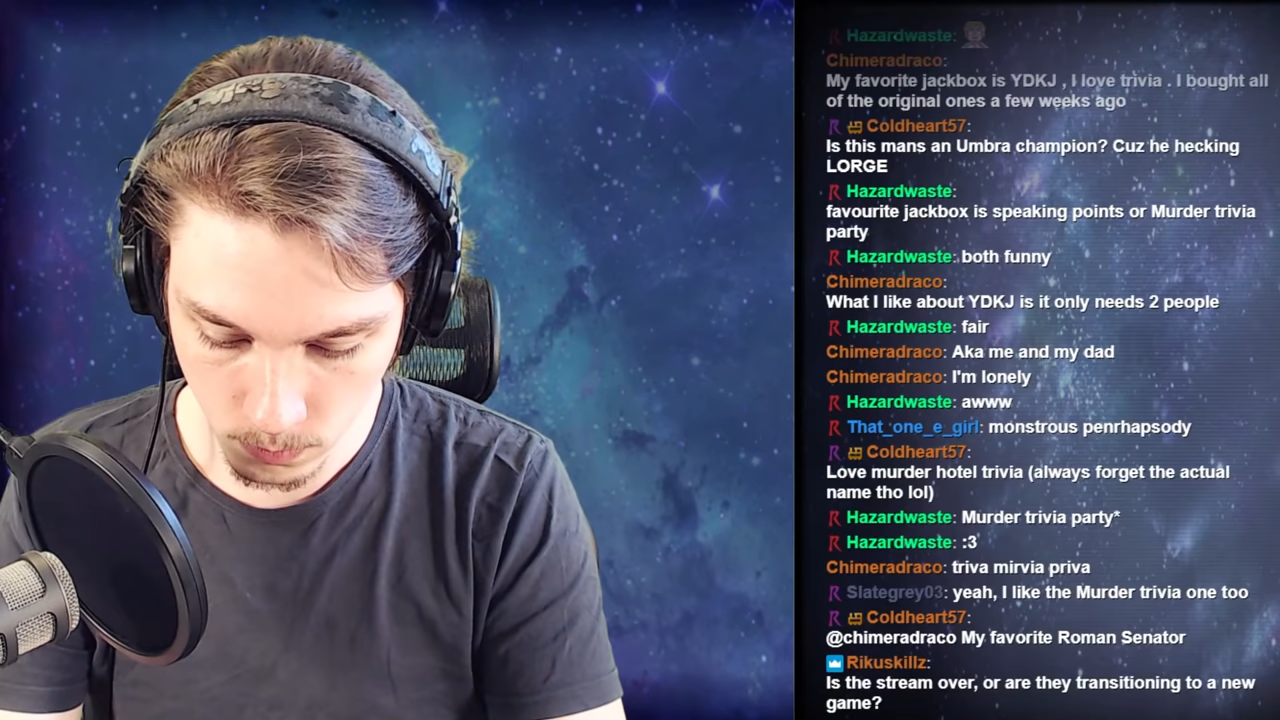 Hazardwaste:
Chimeradraco:
My favorite jackbox is YDKJ , I love trivia . I bought all
of the original ones a few weeks ago
Coldheart57:
Is this mans an Umbra champion? Cuz he hecking
LORGE
Hazardwaste:
favourite jackbox is speaking points or Murder trivia
party
Hazardwaste: both funny
Chimeradraco:
What I like about YDKJ is it only needs 2 people
Hazardwaste: fair
Chimeradraco: Aka me and my dad
Chimeradraco: I'm lonely
Hazardwaste: awww
That_one_e_girl: monstrous penrhapsody
Coldheart57:
Love murder hotel trivia (always forget the actual
name tho lol)
Hazardwaste: Murder trivia party*
Hazardwaste: :3
Chimeradraco: triva mirvia priva
Slategrey03: yeah, I like the Murder trivia one too
Coldheart57:
@chimeradraco My favorite Roman Senator
Rikuskillz:
Is the stream over, or are they transitioning to a new
game?